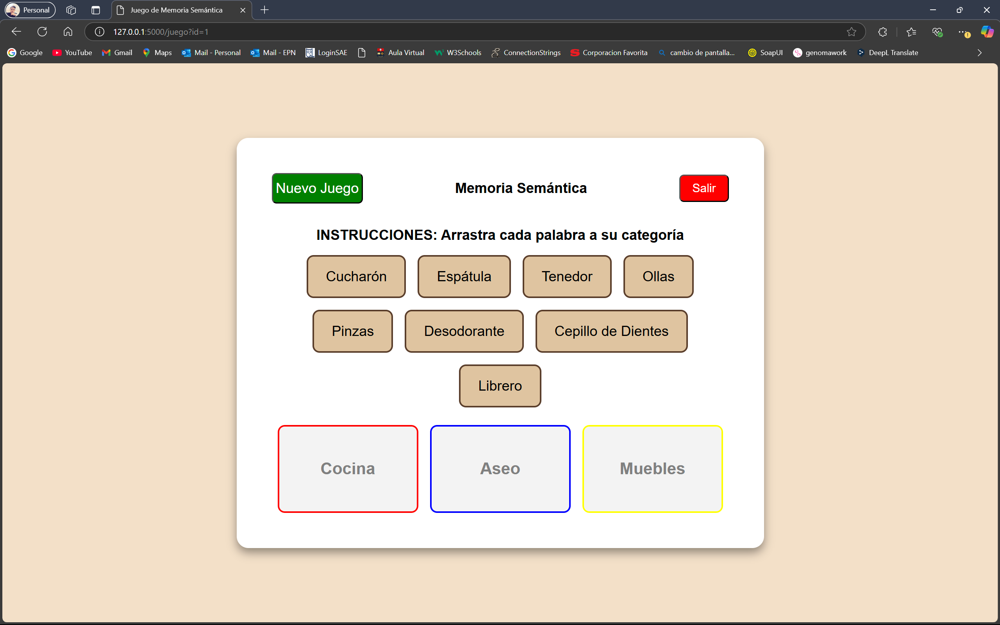 Personal
Juego de Memoria Semántica
127.0.0.1:5000/juego?id=1
Google YouTube Gmail Maps Mail - Personal Mail - EPN LoginSAE Aula Virtual W3Schools ConnectionStrings Corporacion Favorita cambio de pantalla... SoapUI genomawork DeepL Translate
Nuevo Juego Memoria Semántica Salir
INSTRUCCIONES: Arrastra cada palabra a su categoría
Cucharón Espátula Tenedor Ollas
Pinzas Desodorante Cepillo de Dientes
Librero
Cocina Aseo Muebles